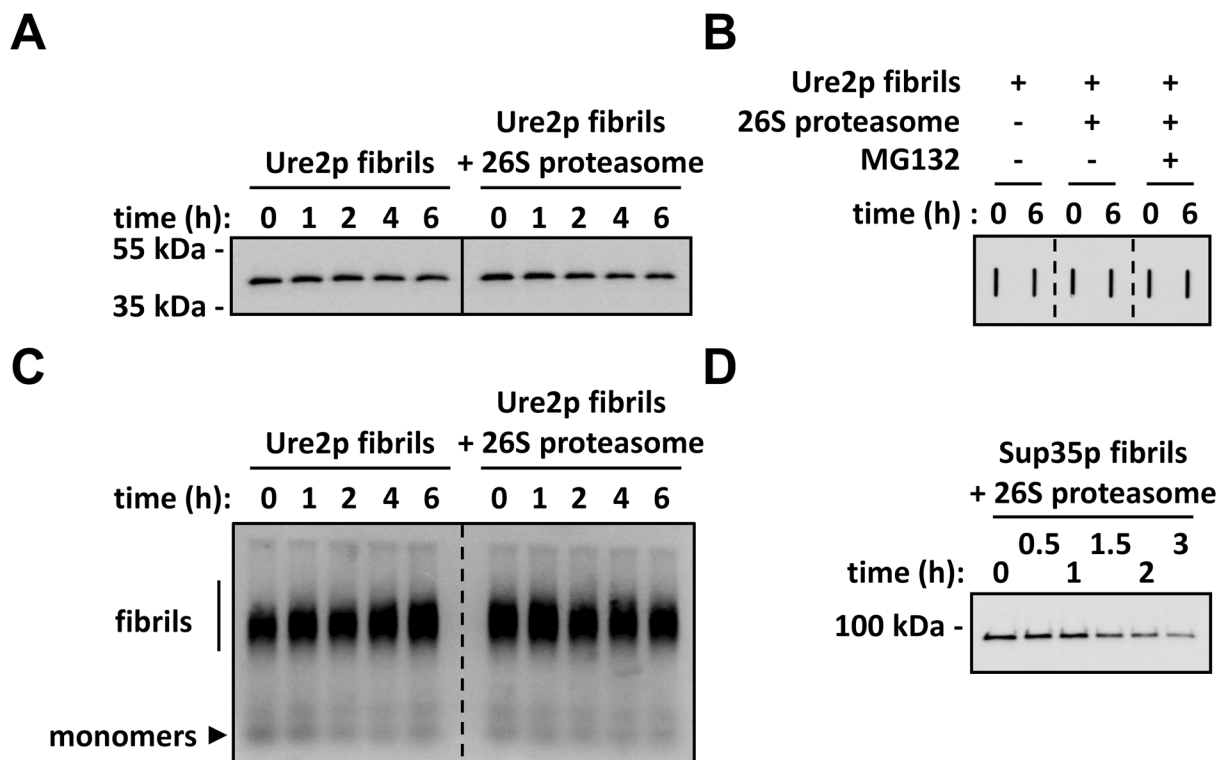 A
Ure2p fibrils
Ure2p fibrils + 26S proteasome
time (h): 0 1 2 4 6 0 1 2 4 6
55 kDa -
35 kDa -
B
Ure2p fibrils + + +
26S proteasome - + +
MG132 - - +
time (h) : 0 6 0 6 0 6
C
Ure2p fibrils
Ure2p fibrils + 26S proteasome
time (h): 0 1 2 4 6 0 1 2 4 6
fibrils
monomers
D
Sup35p fibrils
+ 26S proteasome
0.5 1.5 3
time (h): 0 1 2
100 kDa -